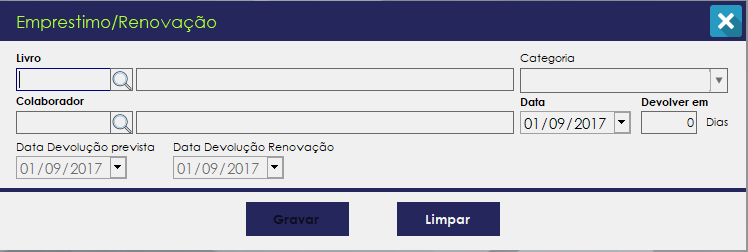 Emprestimo/Renovação
Livro
Categoria
Colaborador
Data
Devolver em
01/09/2017
0
Dias
Data Devolução prevista
Data Devolução Renovação
01/09/2017
01/09/2017
Gravar
Limpar